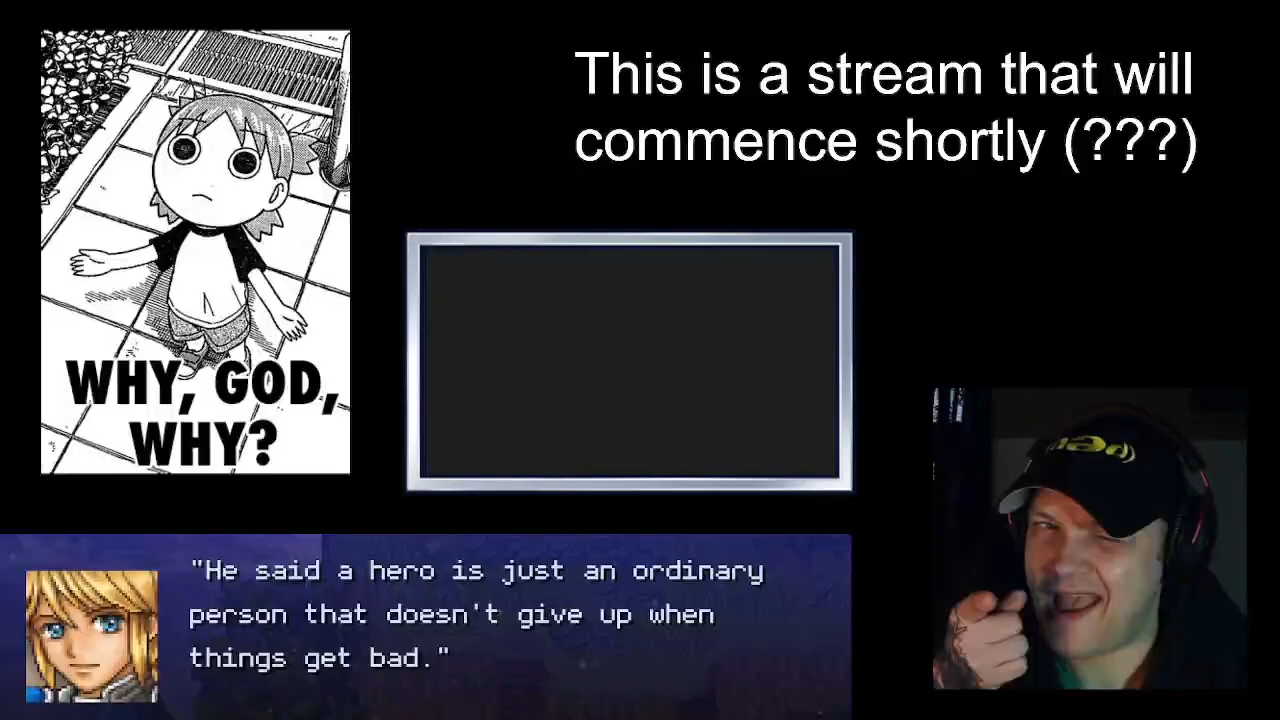 This is a stream that will
commence shortly (???)
WHY, GOD,
WHY?
"He said a hero is just an ordinary
person that doesn't give up when
things get bad."